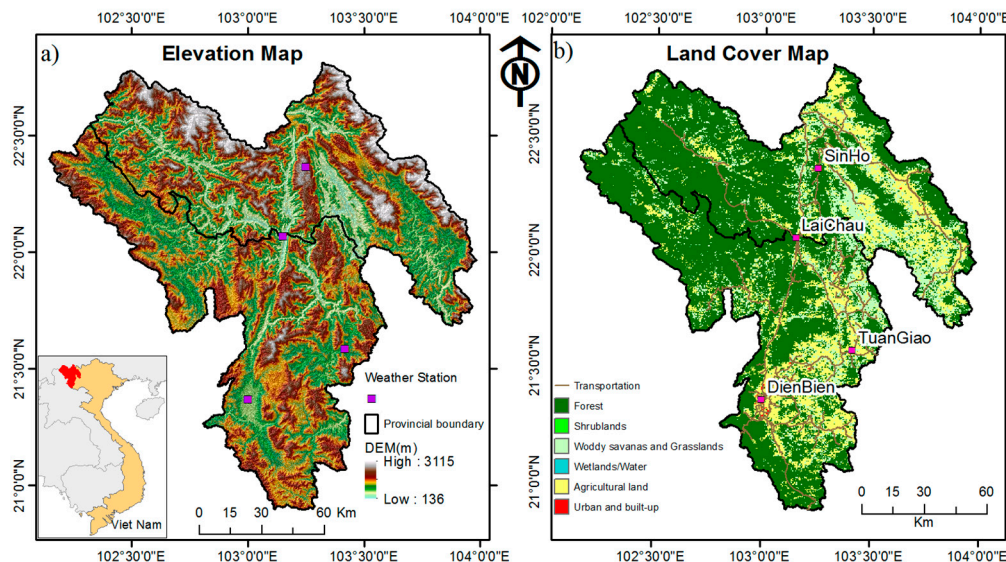 102°30'0"E 103°0'0"E 103°30'0"E 104°0'0"E
102°0'0"E 102°30'0"E 103°0'0"E 103°30'0"E 104°0'0"E
a)
Elevation Map
N
b)
Land Cover Map
22°30'0"N
22°0'0"N
21°30'0"N
21°0'0"N
Weather Station
Provincial boundary
DEM(m)
High : 3115
Low : 136
0 15 30 60 Km
Viet Nam
SinHo
LaiChau
TuanGiao
DienBien
Transportation
Forest
Shrublands
Woddy savanas and Grasslands
Wetlands/Water
Agricultural land
Urban and built-up
0 15 30 60
Km
22°30'0"N
22°0'0"N
21°30'0"N
21°0'0"N
102°30'0"E 103°0'0"E 103°30'0"E 104°0'0"E
102°30'0"E 103°0'0"E 103°30'0"E 104°0'0"E